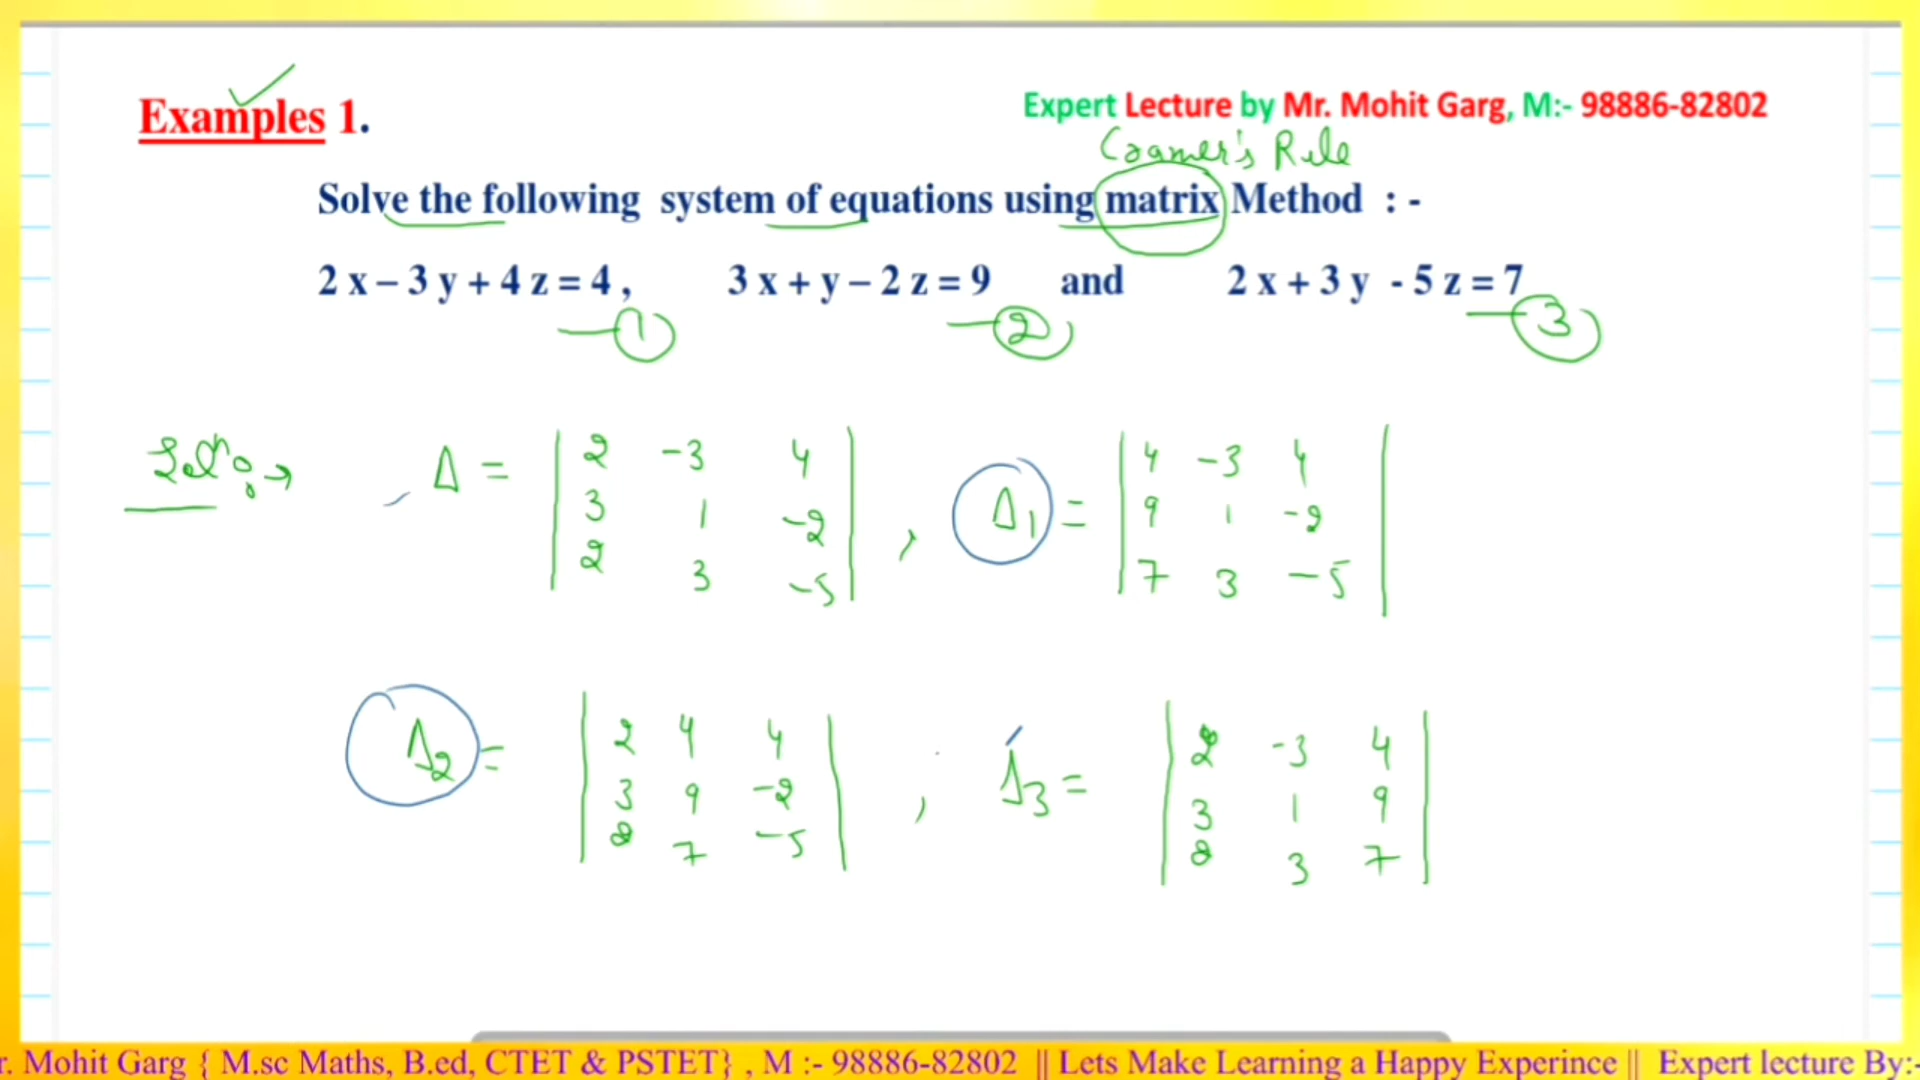 Examples 1.
Expert Lecture by Mr. Mohit Garg, M:- 98886-82802
Cramer's Rule
Solve the following system of equations using matrix Method : -
2 x – 3 y + 4 z = 4 , 3 x + y – 2 z = 9 and 2 x + 3 y - 5 z = 7
—① —② —③
Solⁿ: → Δ = | 2 -3 4 | , Δ1 = | 4 -3 4 |
| 3 1 -2 | | 9 1 -2 |
| 2 3 -5 | | 7 3 -5 |
Δ2 = | 2 4 4 | ; Δ3 = | 2 -3 4 |
| 3 9 -2 | | 3 1 9 |
| 2 7 -5 | | 2 3 7 |
r. Mohit Garg { M.sc Maths, B.ed, CTET & PSTET} , M :- 98886-82802 || Lets Make Learning a Happy Experince || Expert lecture By:-